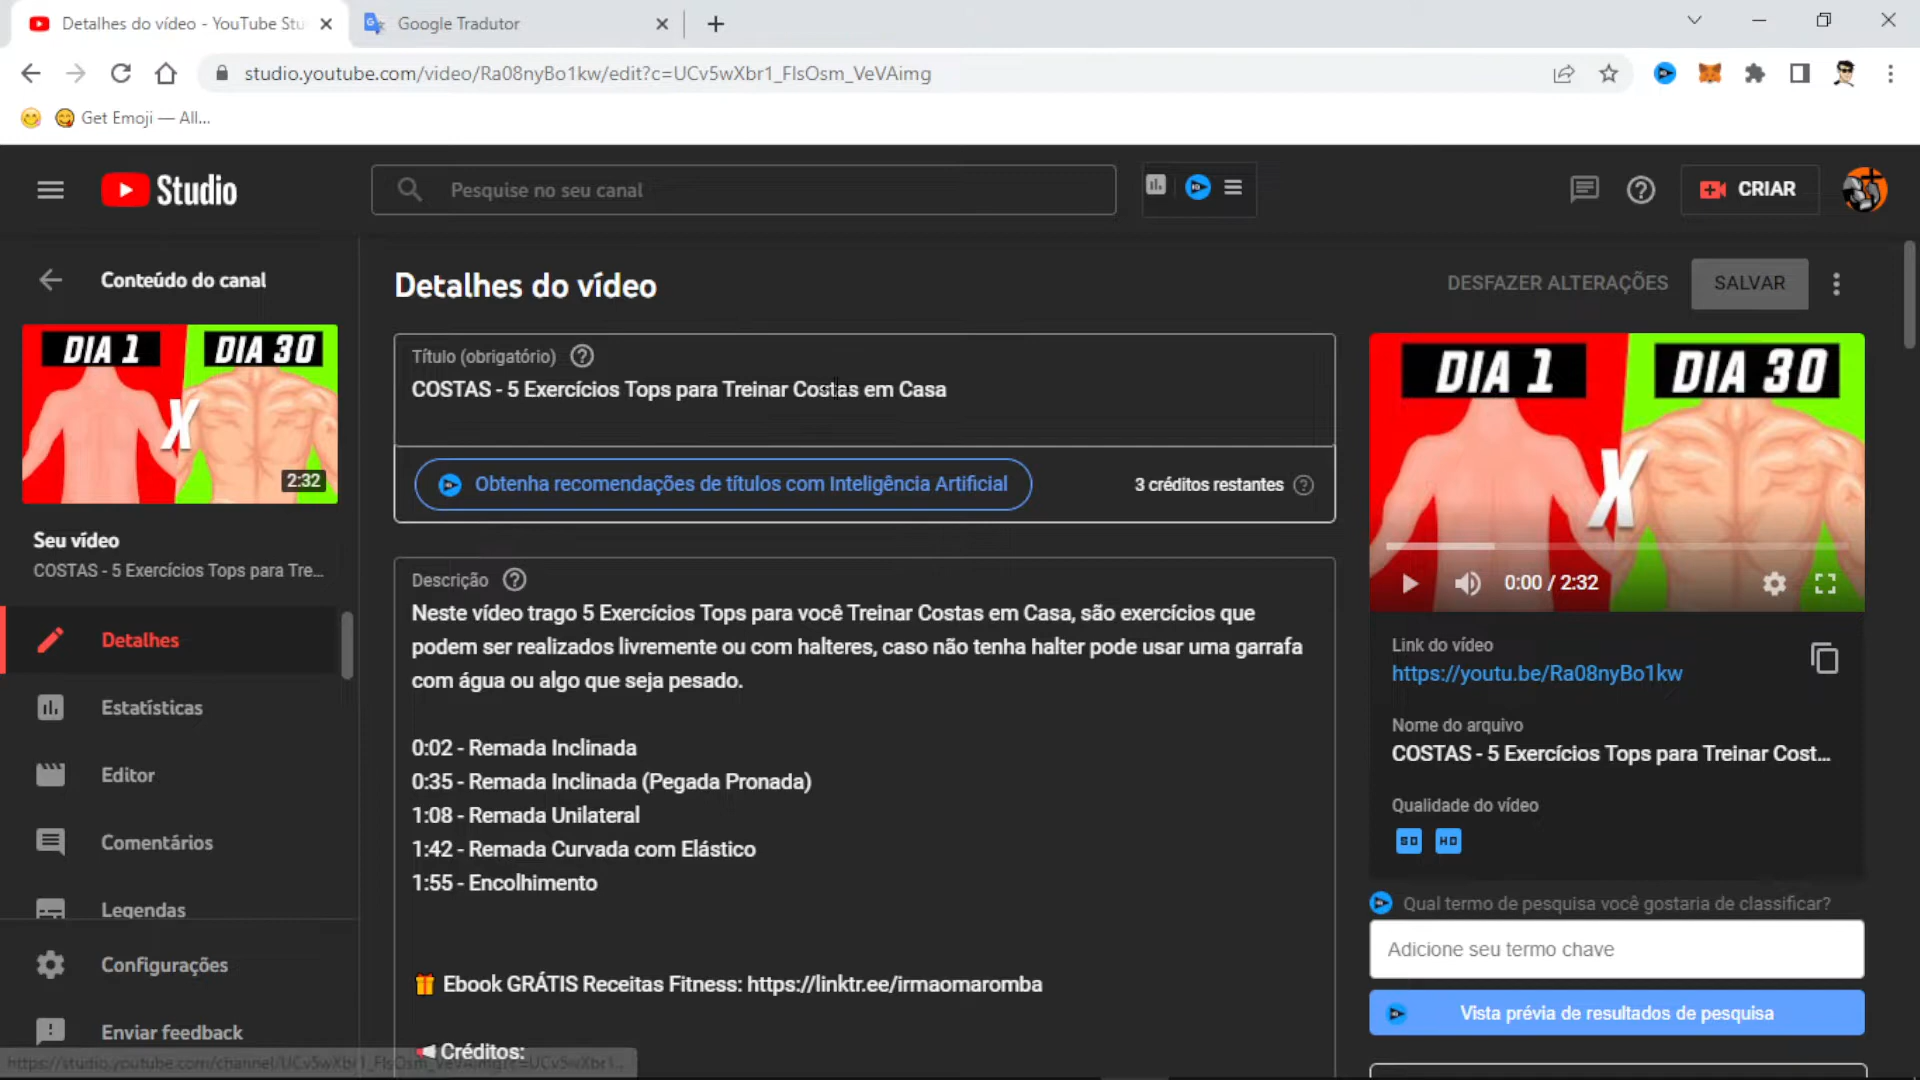 Detalhes do vídeo - YouTube Stu
Google Tradutor
studio.youtube.com/video/Ra08nyBo1kw/edit?c=UCv5wXbr1_FlsOsm_VeVAimg
Get Emoji — All...
Studio
Pesquise no seu canal
CRIAR
Conteúdo do canal
DIA 1
DIA 30
X
2:32
Seu vídeo
COSTAS - 5 Exercícios Tops para Tre...
Detalhes
Estatísticas
Editor
Comentários
Legendas
Configurações
Enviar feedback
Detalhes do vídeo
DESFAZER ALTERAÇÕES
SALVAR
Título (obrigatório)
COSTAS - 5 Exercícios Tops para Treinar Costas em Casa
Obtenha recomendações de títulos com Inteligência Artificial
3 créditos restantes
Descrição
Neste vídeo trago 5 Exercícios Tops para você Treinar Costas em Casa, são exercícios que
podem ser realizados livremente ou com halteres, caso não tenha halter pode usar uma garrafa
com água ou algo que seja pesado.
0:02 - Remada Inclinada
0:35 - Remada Inclinada (Pegada Pronada)
1:08 - Remada Unilateral
1:42 - Remada Curvada com Elástico
1:55 - Encolhimento
🎁 Ebook GRÁTIS Receitas Fitness: https://linktr.ee/irmaomaromba
📢 Créditos:
DIA 1
DIA 30
X
0:00 / 2:32
Link do vídeo
https://youtu.be/Ra08nyBo1kw
Nome do arquivo
COSTAS - 5 Exercícios Tops para Treinar Cost...
Qualidade do vídeo
SD
HD
Qual termo de pesquisa você gostaria de classificar?
Adicione seu termo chave
Vista prévia de resultados de pesquisa